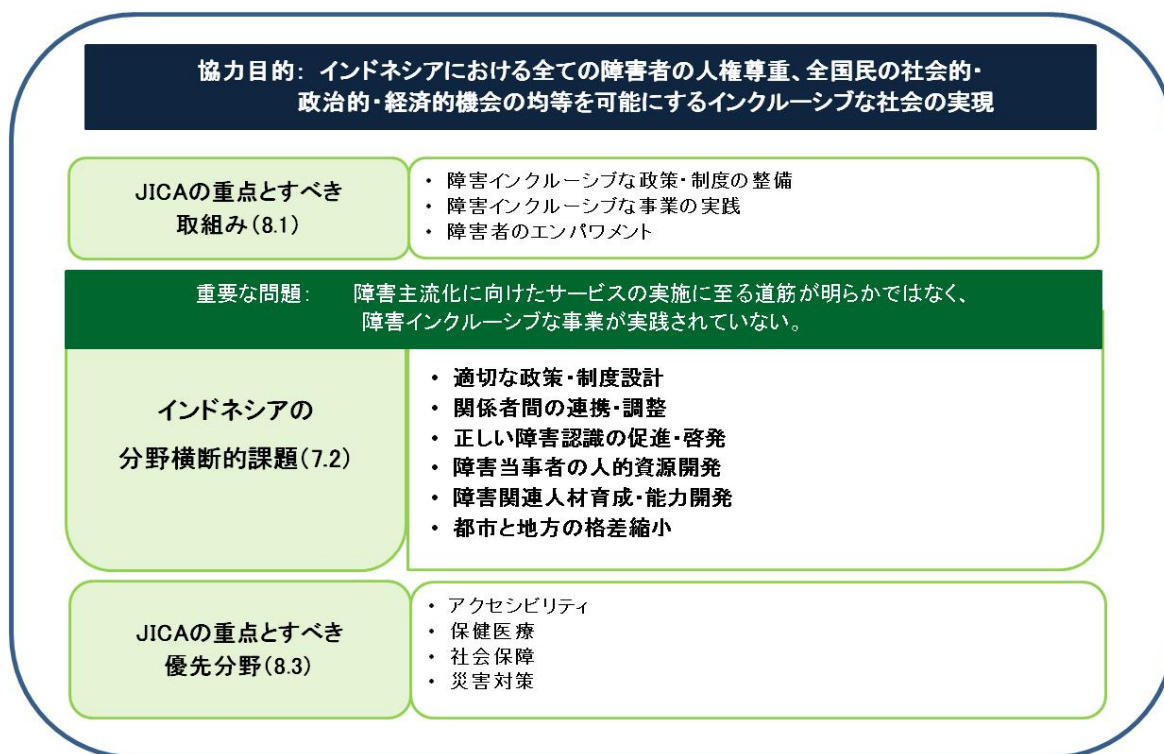 協力目的： インドネシアにおける全ての障害者の人権尊重、全国民の社会的・
政治的・経済的機会の均等を可能にするインクルーシブな社会の実現
JICAの重点とすべき
取組み(8.1)
・ 障害インクルーシブな政策・制度の整備
・ 障害インクルーシブな事業の実践
・ 障害者のエンパワメント
重要な問題： 障害主流化に向けたサービスの実施に至る道筋が明らかではなく、
障害インクルーシブな事業が実践されていない。
インドネシアの
分野横断的課題(7.2)
・ 適切な政策・制度設計
・ 関係者間の連携・調整
・ 正しい障害認識の促進・啓発
・ 障害当事者の人的資源開発
・ 障害関連人材育成・能力開発
・ 都市と地方の格差縮小
JICAの重点とすべき
優先分野(8.3)
・ アクセシビリティ
・ 保健医療
・ 社会保障
・ 災害対策